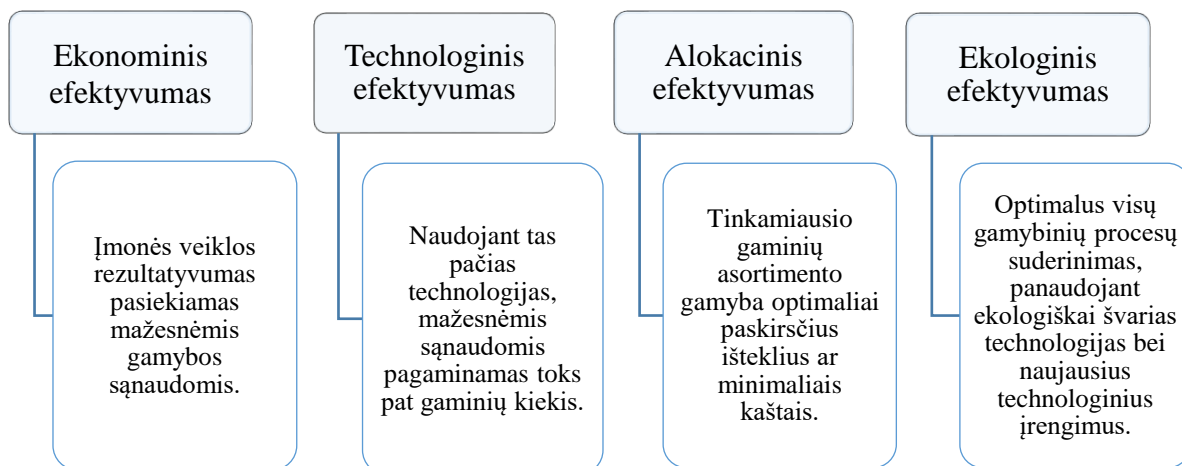 Ekonominis
efektyvumas
Įmonės veiklos
rezultatyvumas
pasiekiamas
mažesnėmis
gamybos
sąnaudomis.
Technologinis
efektyvumas
Naudojant tas
pačias
technologijas,
mažesnėmis
sąnaudomis
pagaminamas toks
pat gaminių kiekis.
Alokacinis
efektyvumas
Tinkamiausio
gaminių
asortimento
gamyba optimaliai
paskirsčius
išteklius ar
minimaliais
kaštais.
Ekologinis
efektyvumas
Optimalus visų
gamybinių procesų
suderinimas,
panaudojant
ekologiškai švarias
technologijas bei
naujausius
technologinius
įrengimus.